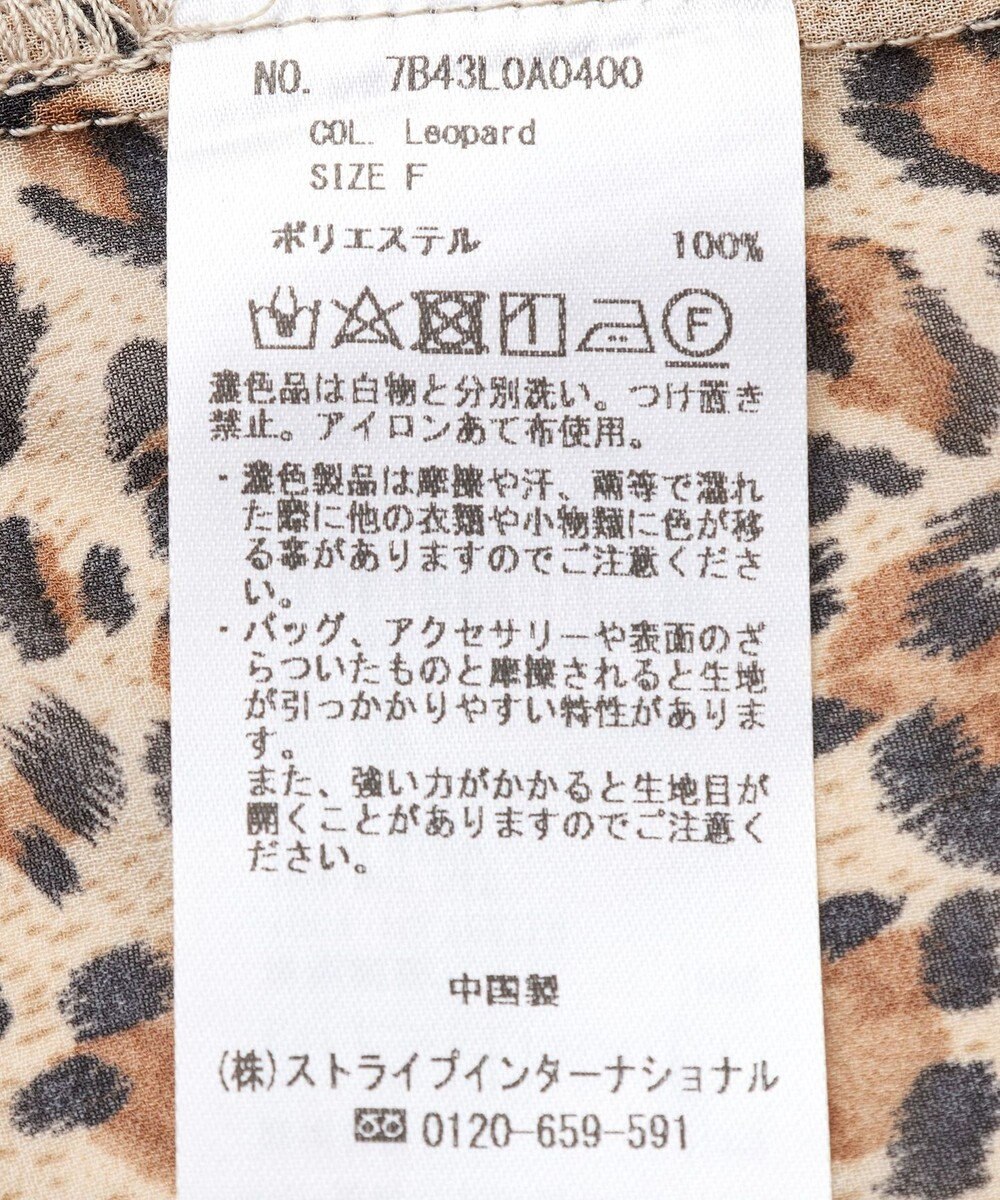 NO. 7B43L0A0400
COL. Leopard
SIZE F
ポリエステル 100%
F
濃色品は白物と分別洗い。つけ置き
禁止。アイロンあて布使用。
・濃色製品は摩擦や汗、雨等で濡れ
た際に他の衣類や小物類に色が移
る事がありますのでご注意くださ
い。
・バッグ、アクセサリーや表面のざ
らついたものと摩擦されると生地
が引っかかりやすい特性がありま
す。
また、強い力がかかると生地目が
開くことがありますのでご注意く
ださい。
中国製
(株)ストライプインターナショナル
0120-659-591